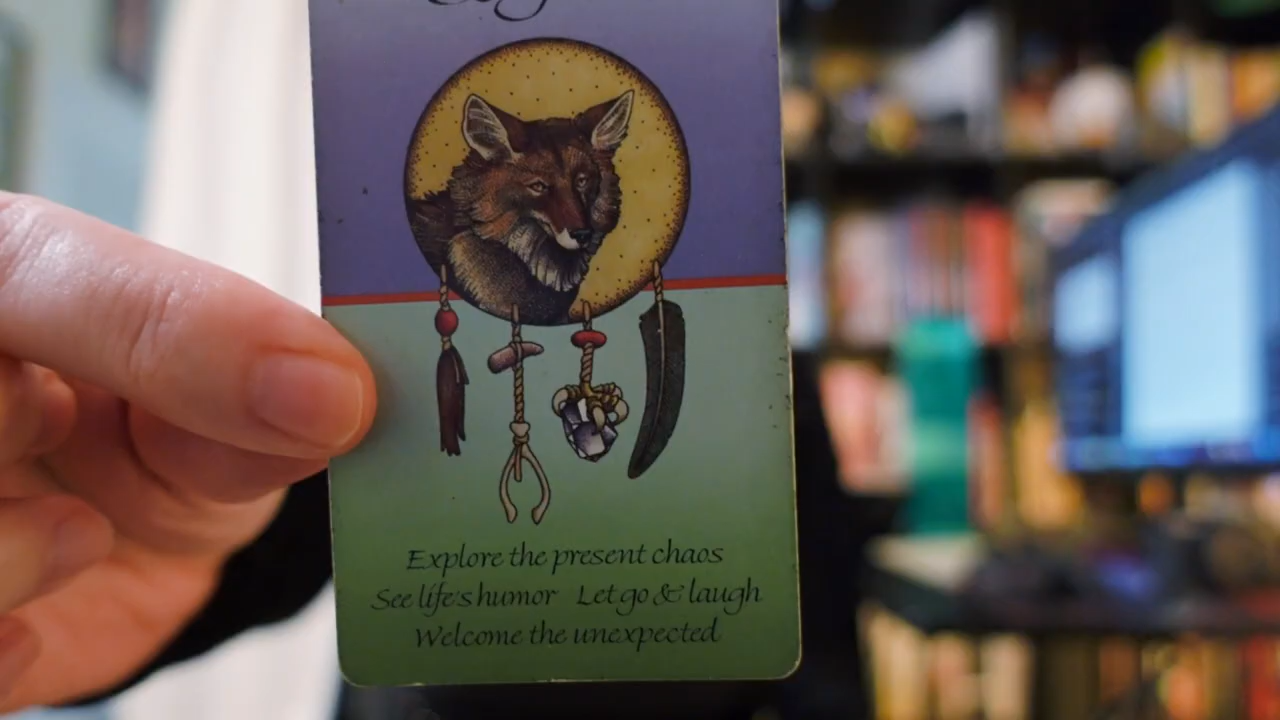 Explore the present chaos
See life's humor Let go & laugh
Welcome the unexpected